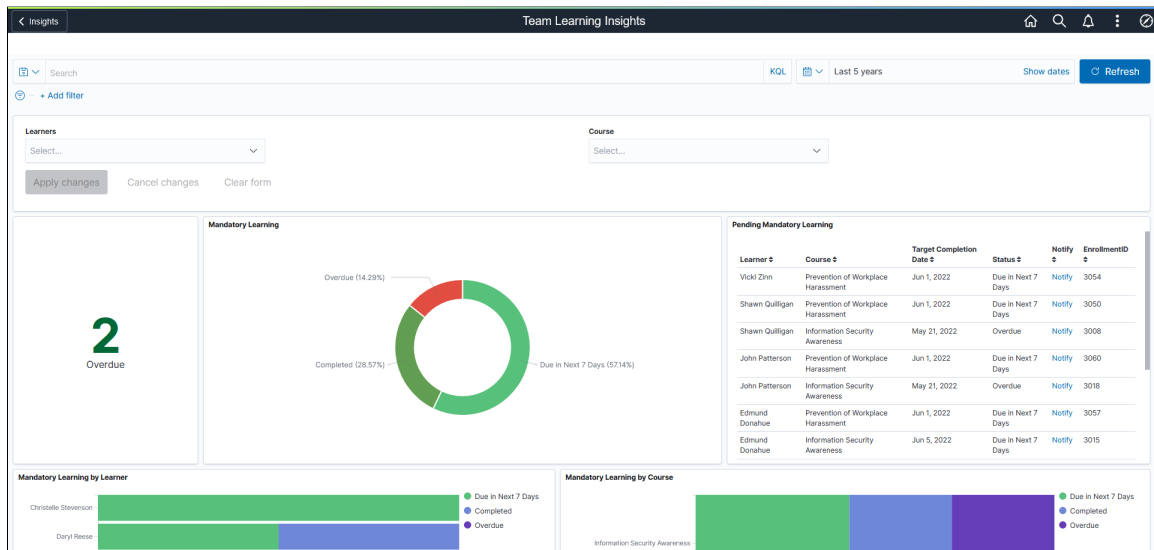 Insights
Team Learning Insights
Search
KQL
Last 5 years
Show dates
Refresh
+ Add filter
Learners
Course
Select...
Select...
Apply changes
Cancel changes
Clear form
2
Overdue
Mandatory Learning
Overdue (14.29%)
Completed (28.57%)
Due in Next 7 Days (57.14%)
Pending Mandatory Learning
Learner Course Target Completion Date Status Notify EnrollmentID
Vicki Zinn Prevention of Workplace Harassment Jun 1, 2022 Due in Next 7 Days Notify 3054
Shawn Quilligan Prevention of Workplace Harassment Jun 1, 2022 Due in Next 7 Days Notify 3050
Shawn Quilligan Information Security Awareness May 21, 2022 Overdue Notify 3008
John Patterson Prevention of Workplace Harassment Jun 1, 2022 Due in Next 7 Days Notify 3060
John Patterson Information Security Awareness May 21, 2022 Overdue Notify 3018
Edmund Donahue Prevention of Workplace Harassment Jun 1, 2022 Due in Next 7 Days Notify 3057
Edmund Donahue Information Security Awareness Jun 5, 2022 Due in Next 7 Days Notify 3015
Mandatory Learning by Learner
Christelle Stevenson
Daryl Reese
Due in Next 7 Days
Completed
Overdue
Mandatory Learning by Course
Information Security Awareness
Due in Next 7 Days
Completed
Overdue